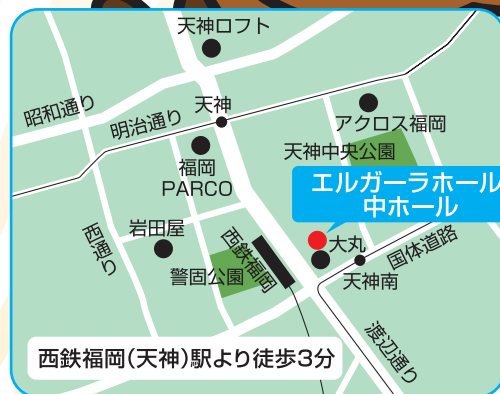 天神ロフト
昭和通り
天神
明治通り
アクロス福岡
福岡
PARCO
天神中央公園
エルガーラホール
中ホール
西通り
岩田屋
西鉄福岡
大丸
国体道路
警固公園
天神南
渡辺通り
西鉄福岡(天神)駅より徒歩3分